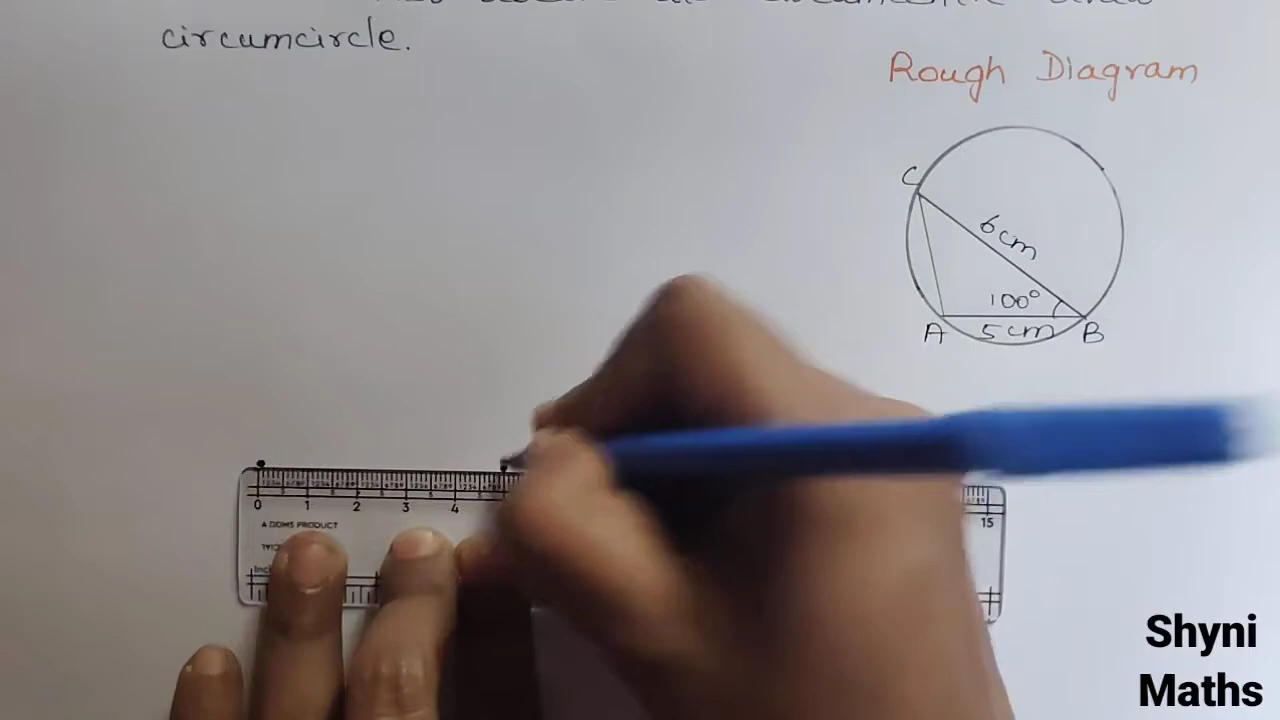 circumcircle.
Rough Diagram
C
6cm
100°
A 5cm B
0 1 2 3 4 15
A DOMS PRODUCT
Shyni
Maths